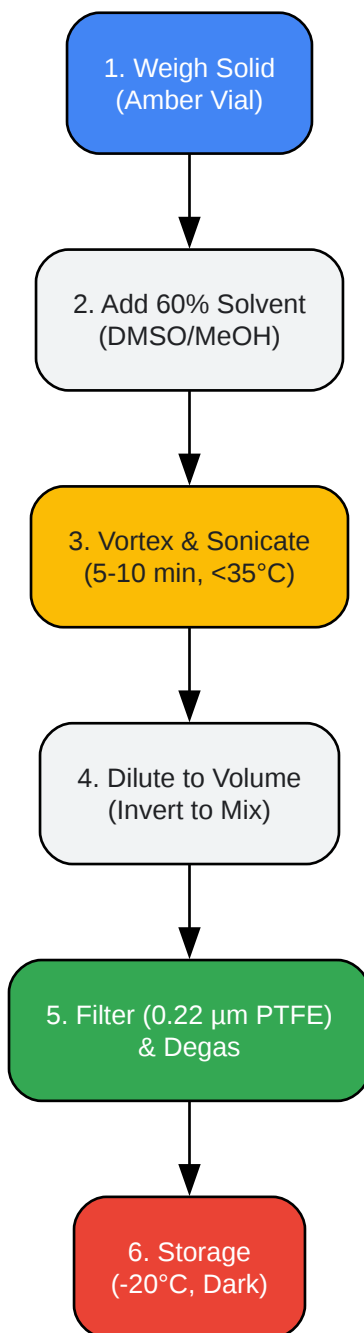 1. Weigh Solid
(Amber Vial)
2. Add 60% Solvent
(DMSO/MeOH)
3. Vortex & Sonicate
(5-10 min, <35°C)
4. Dilute to Volume
(Invert to Mix)
5. Filter (0.22 µm PTFE)
& Degas
6. Storage
(-20°C, Dark)